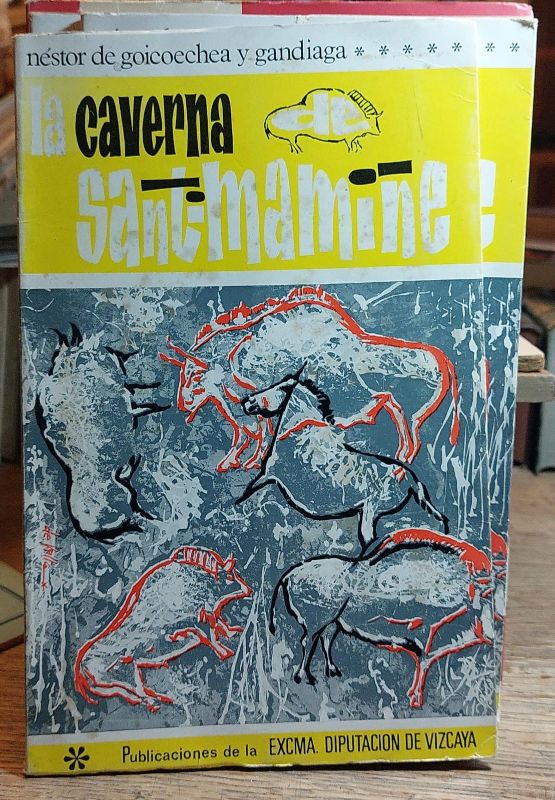 néstor de goicoechea y gandiaga * * * * * * *
la caverna de
santimamiñe
* Publicaciones de la EXCMA. DIPUTACION DE VIZCAYA